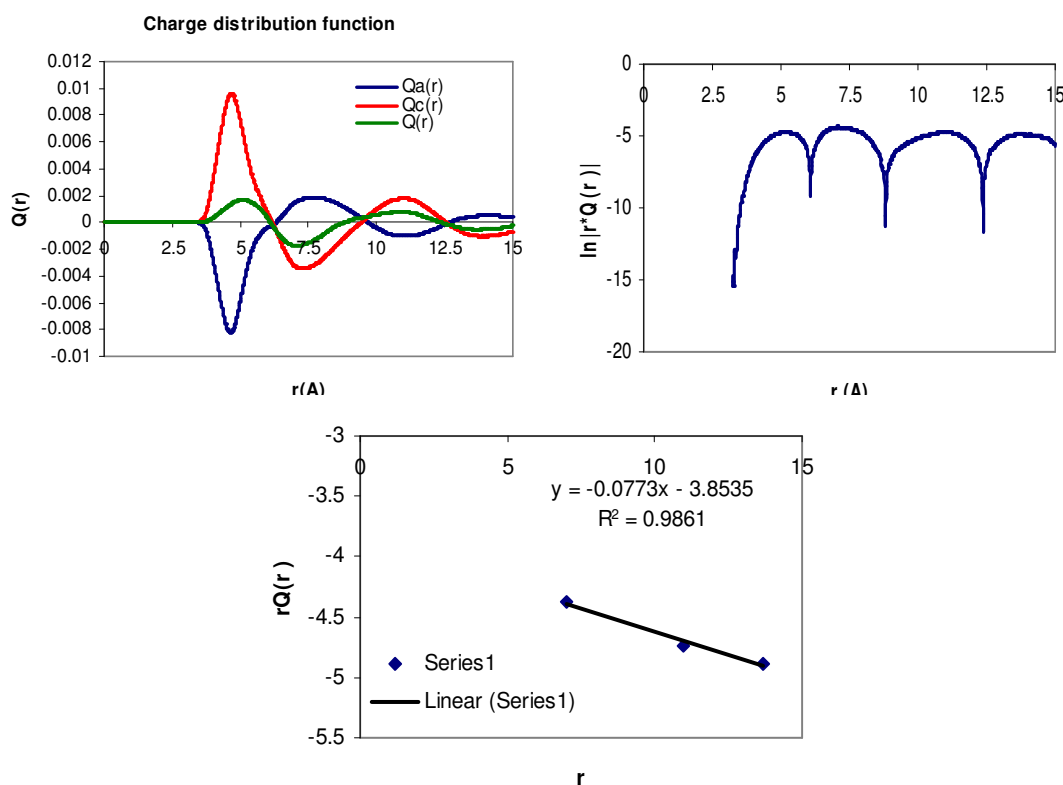 Charge distribution function
0.012
0.01
0.008
0.006
0.004
0.002
0
-0.002
-0.004
-0.006
-0.008
-0.01
0 5 7.5 10 12.5 15
Q(r)
r(A)
Qa(r)
Qc(r)
Q(r)
0
-5
-10
-15
-20
0 2.5 5 7.5 10 12.5 15
ln|r*Q(r)|
r (A)
-3
-3.5
-4
-4.5
-5
-5.5
0 5 10 15
y = -0.0773x - 3.8535
R² = 0.9861
rQ(r)
Series1
Linear (Series1)
r